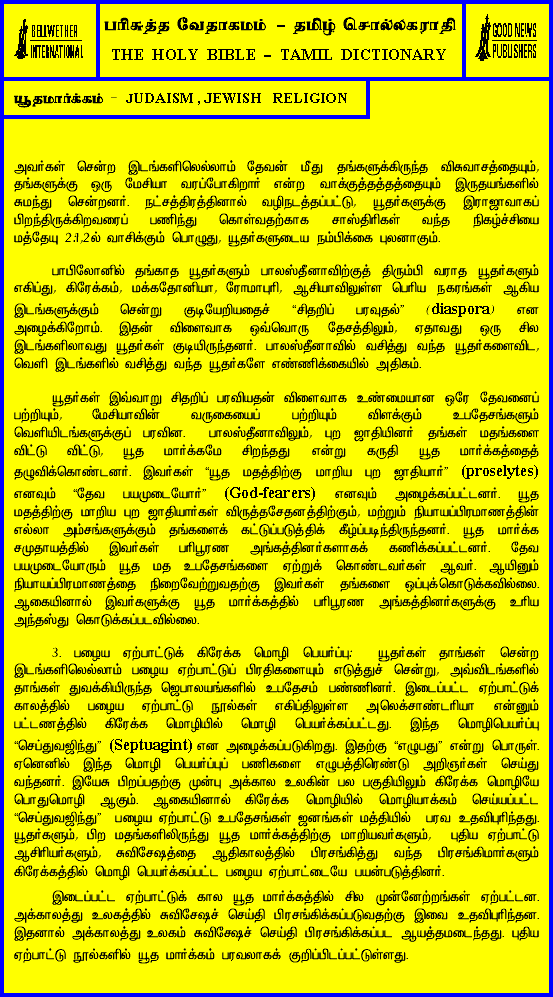 BELLWETHER
INTERNATIONAL
பரிசுத்த வேதாகமம் - தமிழ் சொல்லகராதி
THE HOLY BIBLE - TAMIL DICTIONARY
GOOD NEWS
PUBLISHERS
யூதமார்க்கம் - JUDAISM , JEWISH RELIGION
அவர்கள் சென்ற இடங்களிலெல்லாம் தேவன் மீது தங்களுக்கிருந்த விசுவாசத்தையும்,
தங்களுக்கு ஒரு மேசியா வரப்போகிறார் என்ற வாக்குத்தத்தத்தையும் இருதயங்களில்
சுமந்து சென்றனர். நட்சத்திரத்தினால் வழிநடத்தப்பட்டு, யூதர்களுக்கு இராஜாவாகப்
பிறந்திருக்கிறவரைப் பணிந்து கொள்வதற்காக சாஸ்திரிகள் வந்த நிகழ்ச்சியை
மத்தேயு 2:1,2ல் வாசிக்கும் பொழுது, யூதர்களுடைய நம்பிக்கை புலனாகும்.
பாபிலோனில் தங்காத யூதர்களும் பாலஸ்தீனாவிற்குத் திரும்பி வராத யூதர்களும்
எகிப்து, கிரேக்கம், மக்கதோனியா, ரோமாபுரி, ஆசியாவிலுள்ள பெரிய நகரங்கள் ஆகிய
இடங்களுக்கும் சென்று குடியேறியதைச் “சிதறிப் பரவுதல்” (diaspora) என
அழைக்கிறோம். இதன் விளைவாக ஒவ்வொரு தேசத்திலும், ஏதாவது ஒரு சில
இடங்களிலாவது யூதர்கள் குடியிருந்தனர். பாலஸ்தீனாவில் வசித்து வந்த யூதர்களைவிட,
வெளி இடங்களில் வசித்து வந்த யூதர்களே எண்ணிக்கையில் அதிகம்.
யூதர்கள் இவ்வாறு சிதறிப் பரவியதன் விளைவாக உண்மையான ஒரே தேவனைப்
பற்றியும், மேசியாவின் வருகையைப் பற்றியும் விளக்கும் உபதேசங்களும்
வெளியிடங்களுக்குப் பரவின. பாலஸ்தீனாவிலும், புற ஜாதியினர் தங்கள் மதங்களை
விட்டு விட்டு, யூத மார்க்கமே சிறந்தது என்று கருதி யூத மார்க்கத்தைத்
தழுவிக்கொண்டனர். இவர்கள் “யூத மதத்திற்கு மாறிய புற ஜாதியார்” (proselytes)
எனவும் “தேவ பயமுடையோர்” (God-fearers) எனவும் அழைக்கப்பட்டனர். யூத
மதத்திற்கு மாறிய புற ஜாதியார்கள் விருத்தசேதனத்திற்கும், மற்றும் நியாயப்பிரமாணத்தின்
எல்லா அம்சங்களுக்கும் தங்களைக் கட்டுப்படுத்திக் கீழ்ப்படிந்திருந்தனர். யூத மார்க்க
சமுதாயத்தில் இவர்கள் பரிபூரண அங்கத்தினர்களாகக் கணிக்கப்பட்டனர். தேவ
பயமுடையோரும் யூத மத உபதேசங்களை ஏற்றுக் கொண்டவர்கள் ஆவர். ஆயினும்
நியாயப்பிரமாணத்தை நிறைவேற்றுவதற்கு இவர்கள் தங்களை ஒப்புக்கொடுக்கவில்லை.
ஆகையினால் இவர்களுக்கு யூத மார்க்கத்தில் பரிபூரண அங்கத்தினர்களுக்கு உரிய
அந்தஸ்து கொடுக்கப்படவில்லை.
3. பழைய ஏற்பாட்டுக் கிரேக்க மொழி பெயர்ப்பு: யூதர்கள் தாங்கள் சென்ற
இடங்களிலெல்லாம் பழைய ஏற்பாட்டுப் பிரதிகளையும் எடுத்துச் சென்று, அவ்விடங்களில்
தாங்கள் துவக்கியிருந்த ஜெபாலயங்களில் உபதேசம் பண்ணினர். இடைப்பட்ட ஏற்பாட்டுக்
காலத்தில் பழைய ஏற்பாட்டு நூல்கள் எகிப்திலுள்ள அலெக்சாண்டரியா என்னும்
பட்டணத்தில் கிரேக்க மொழியில் மொழி பெயர்க்கப்பட்டது. இந்த மொழிபெயர்ப்பு
“செப்துவஜிந்து” (Septuagint) என அழைக்கப்படுகிறது. இதற்கு “எழுபது” என்று பொருள்.
ஏனெனில் இந்த மொழி பெயர்ப்புப் பணிகளை எழுபத்திரெண்டு அறிஞர்கள் செய்து
வந்தனர். இயேசு பிறப்பதற்கு முன்பு அக்கால உலகின் பல பகுதியிலும் கிரேக்க மொழியே
பொதுமொழி ஆகும். ஆகையினால் கிரேக்க மொழியில் மொழியாக்கம் செய்யப்பட்ட
“செப்துவஜிந்து” பழைய ஏற்பாட்டு உபதேசங்கள் ஜனங்கள் மத்தியில் பரவ உதவிபுரிந்தது.
யூதர்களும், பிற மதங்களிலிருந்து யூத மார்க்கத்திற்கு மாறியவர்களும், புதிய ஏற்பாட்டு
ஆசிரியர்களும், சுவிசேஷத்தை ஆதிகாலத்தில் பிரசங்கித்து வந்த பிரசங்கிமார்களும்
கிரேக்கத்தில் மொழி பெயர்க்கப்பட்ட பழைய ஏற்பாட்டையே பயன்படுத்தினர்.
இடைப்பட்ட ஏற்பாட்டுக் கால யூத மார்க்கத்தில் சில முன்னேற்றங்கள் ஏற்பட்டன.
அக்காலத்து உலகத்தில் சுவிசேஷச் செய்தி பிரசங்கிக்கப்படுவதற்கு இவை உதவிபுரிந்தன.
இதனால் அக்காலத்து உலகம் சுவிசேஷச் செய்தி பிரசங்கிக்கப்பட ஆயத்தமடைந்தது. புதிய
ஏற்பாட்டு நூல்களில் யூத மார்க்கம் பரவலாகக் குறிப்பிடப்பட்டுள்ளது.